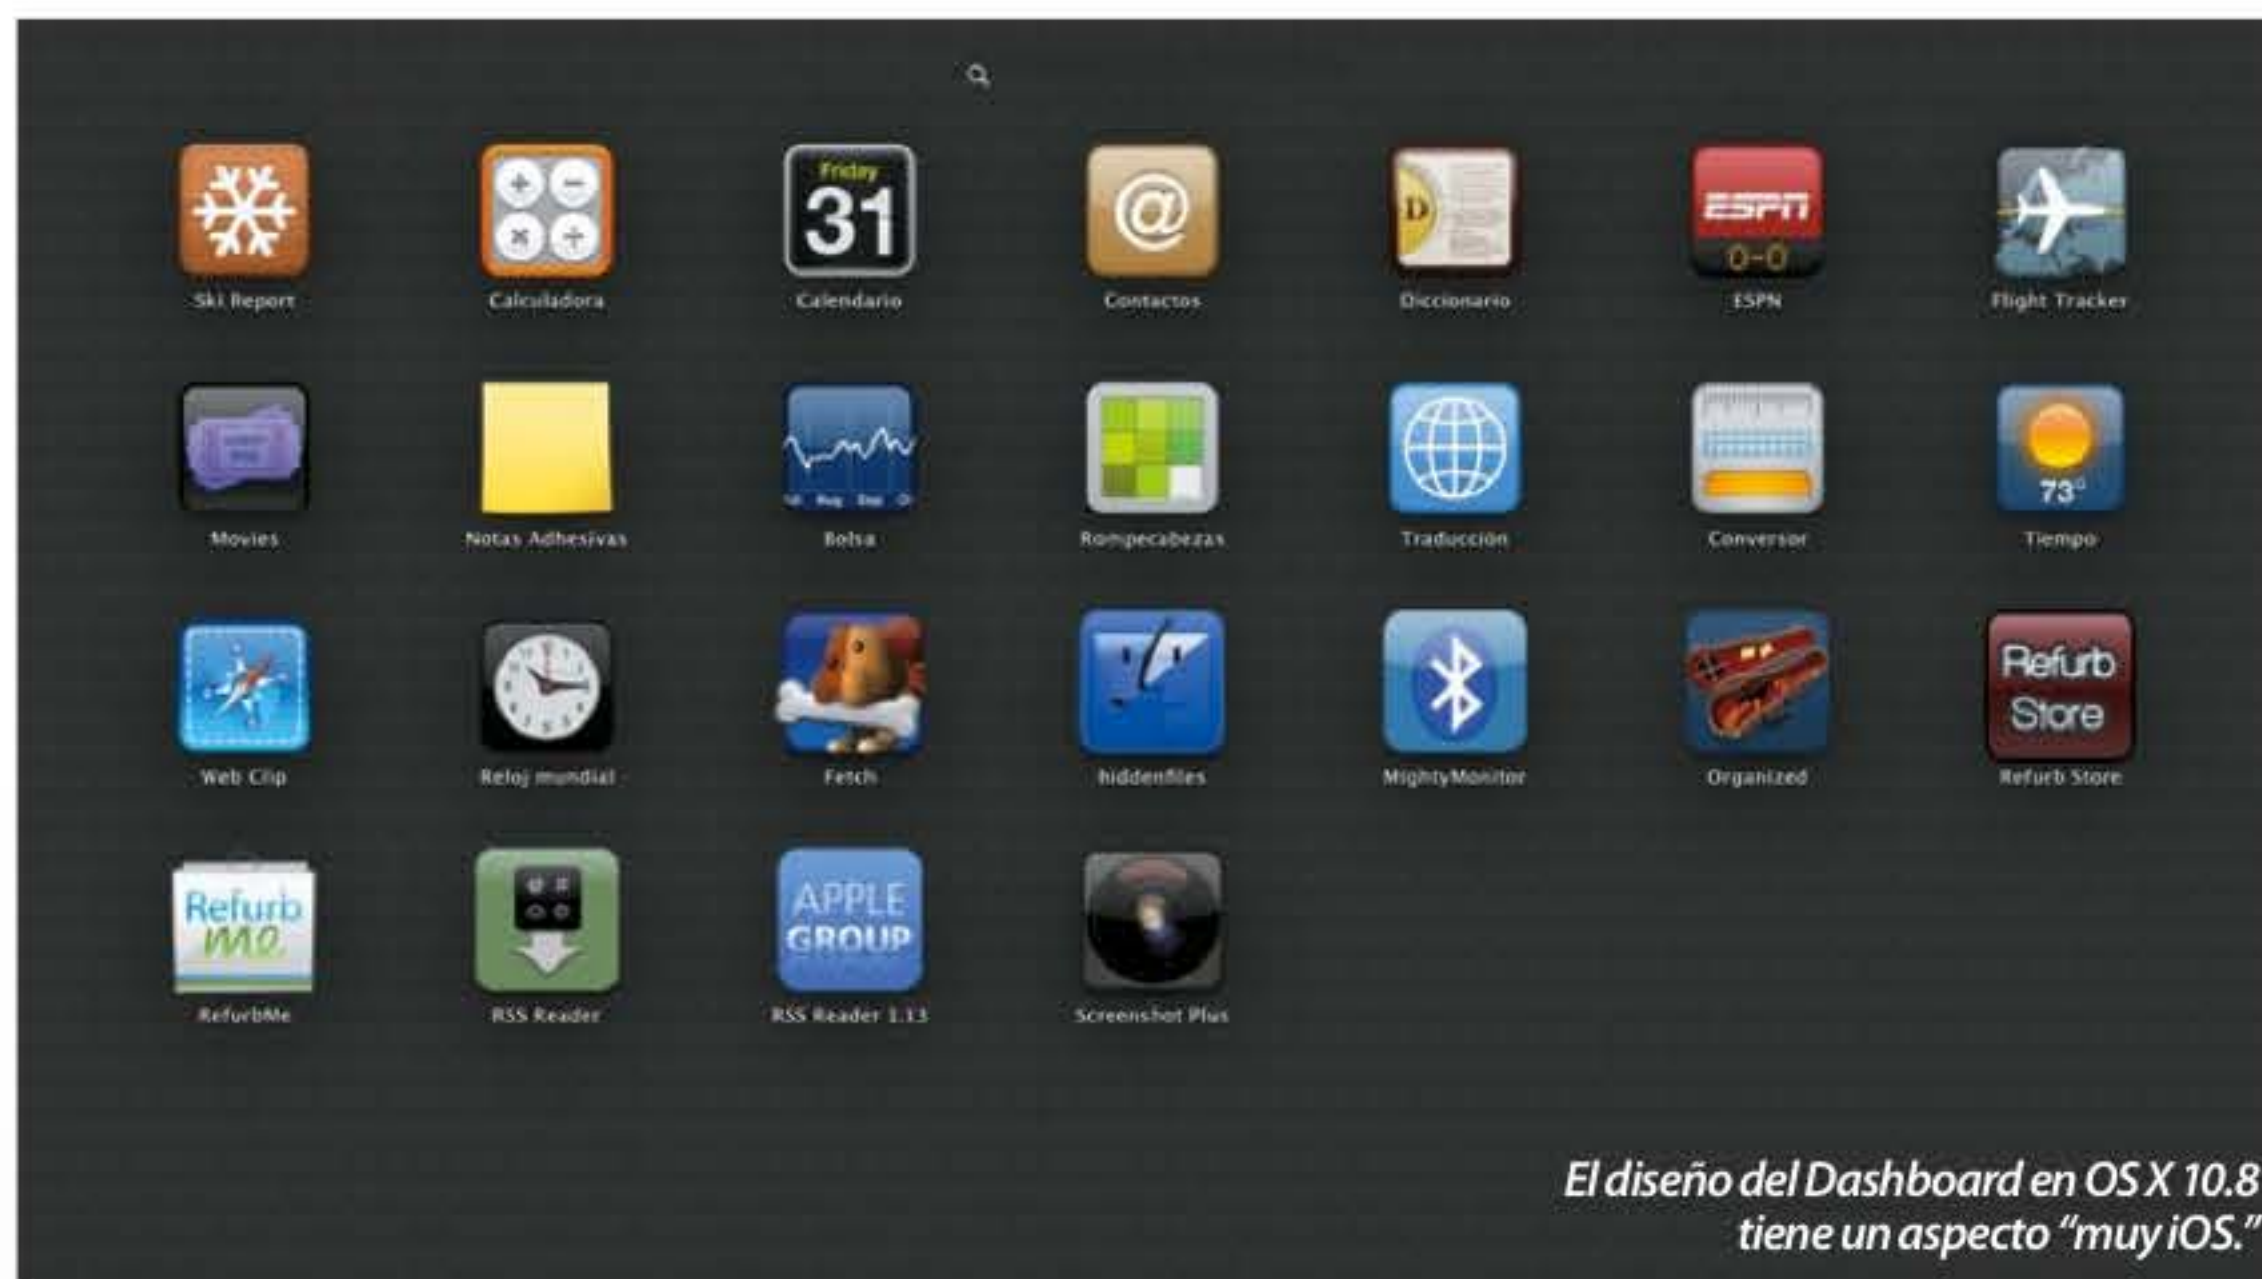 Friday
31
D
ESPN
0-0
Ski Report
Calculadora
Calendario
Contactos
Diccionario
ESPN
Flight Tracker
Aug Sep
73°
Movies
Notas Adhesivas
Bolsa
Rompecabezas
Traducción
Conversor
Tiempo
Refurb
Store
Web Clip
Reloj mundial
Fetch
hiddenfiles
MightyMonitor
Organized
Refurb Store
Refurb
me
APPLE
GROUP
RefurbMe
RSS Reader
RSS Reader 1.13
Screenshot Plus
El diseño del Dashboard en OS X 10.8
tiene un aspecto “muy iOS.”